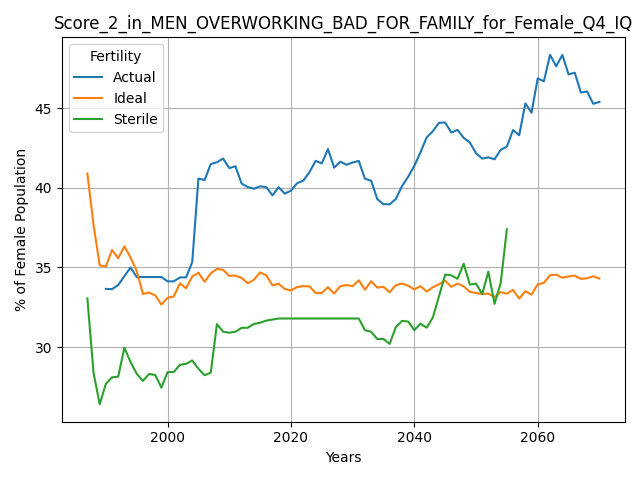 Score_2_in_MEN_OVERWORKING_BAD_FOR_FAMILY_for_Female_Q4_IQ
Fertility
Actual
Ideal
Sterile
% of Female Population
45
40
35
30
2000
2020
2040
2060
Years